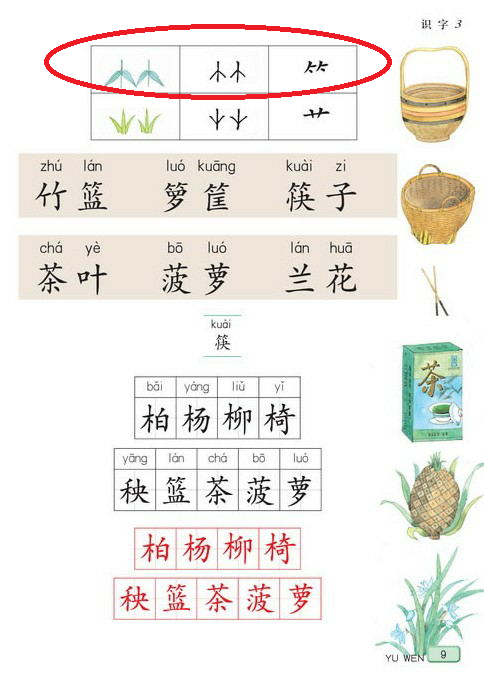 识字3
⺮
艹
zhú lán luó kuāng kuài zi
竹篮 箩筐 筷子
chá yè bō luó lán huā
茶叶 菠萝 兰花
kuài
筷
bǎi yáng liǔ yǐ
柏杨柳椅
yāng lán chá bō luó
秧篮茶菠萝
柏杨柳椅
秧篮茶菠萝
茶
YU WEN 9